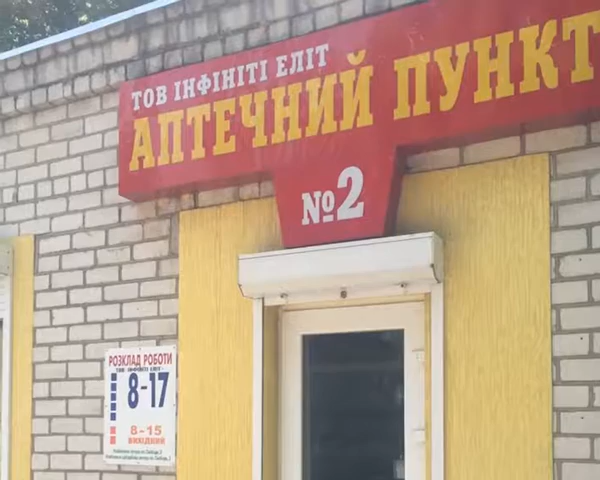 ТОВ ІНФІНІТІ ЕЛІТ
АПТЕЧНИЙ ПУНКТ
№2
РОЗКЛАД РОБОТИ
ТОВ ІНФІНІТІ ЕЛІТ
8-17
8-15
ВИХІДНИЙ